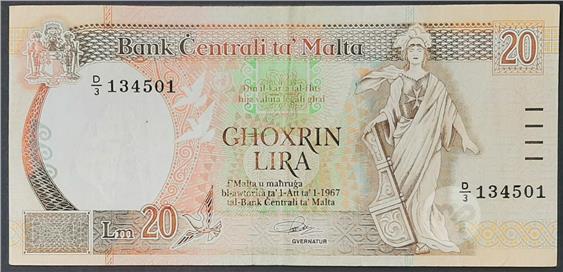 Bank Ċentrali ta' Malta
20
D/3 134501
Din il-karta tal-flus
hija valuta legali għal
GĦOXRIN
LIRA
f'Malta u maħruġa
bis-saħħa ta' l-Att ta' l-1967
tal-Bank Ċentrali ta' Malta
D/3 134501
Lm 20
GVERNATUR